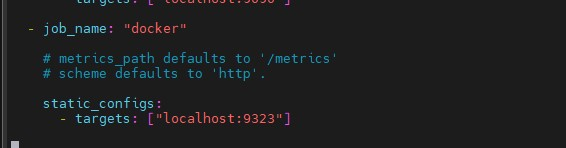 - job_name: "docker"
# metrics_path defaults to '/metrics'
# scheme defaults to 'http'.
static_configs:
- targets: ["localhost:9323"]